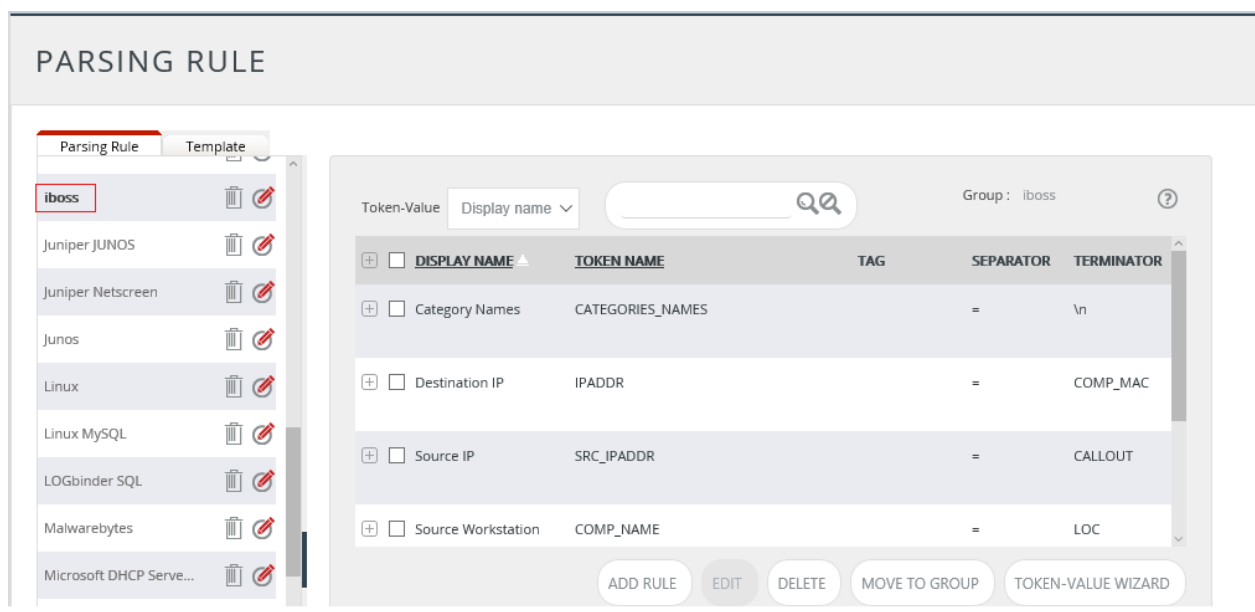 PARSING RULE
Parsing Rule Template
iboss
Juniper JUNOS
Juniper Netscreen
Junos
Linux
Linux MySQL
LOGbinder SQL
Malwarebytes
Microsoft DHCP Serve...
Token-Value Display name Group : iboss ?
DISPLAY NAME TOKEN NAME TAG SEPARATOR TERMINATOR
Category Names CATEGORIES_NAMES = \n
Destination IP IPADDR = COMP_MAC
Source IP SRC_IPADDR = CALLOUT
Source Workstation COMP_NAME = LOC
ADD RULE EDIT DELETE MOVE TO GROUP TOKEN-VALUE WIZARD